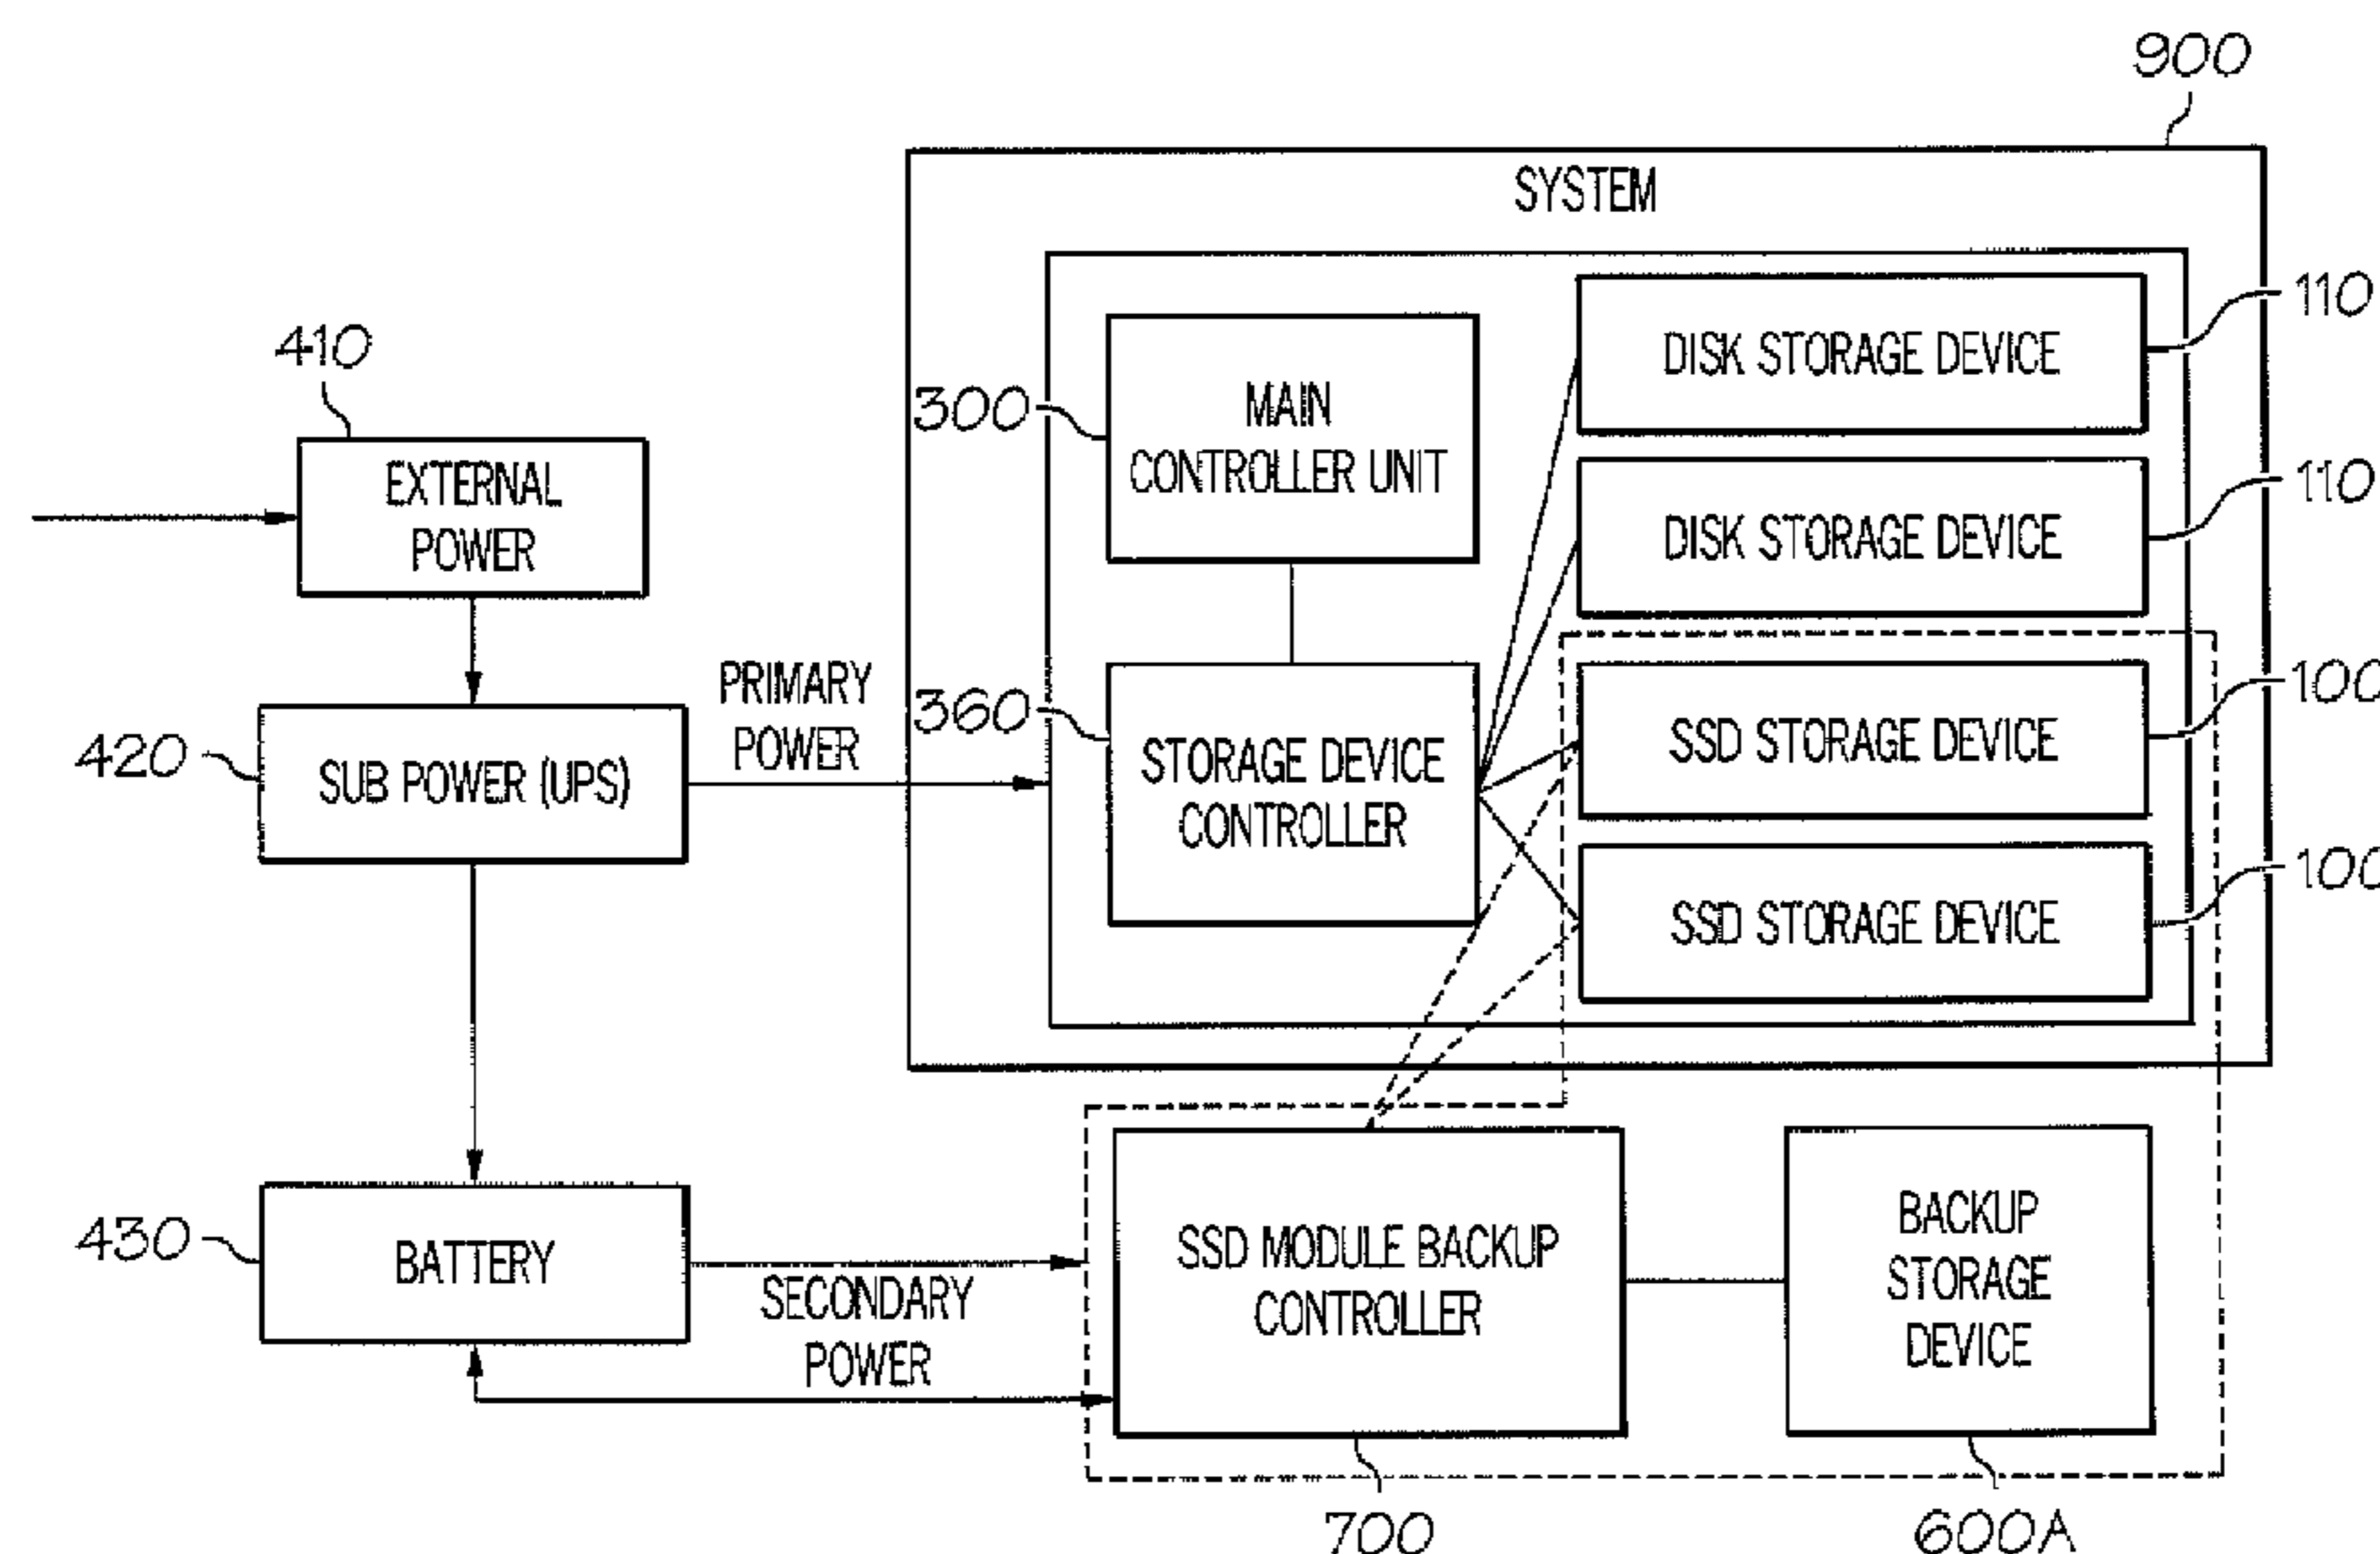 900
SYSTEM
110
DISK STORAGE DEVICE
410
300
MAIN
CONTROLLER UNIT
EXTERNAL
POWER
110
DISK STORAGE DEVICE
PRIMARY
POWER
360
STORAGE DEVICE
CONTROLLER
100
SSD STORAGE DEVICE
420
SUB POWER (UPS)
100
SSD STORAGE DEVICE
430
BATTERY
SECONDARY
POWER
SSD MODULE BACKUP
CONTROLLER
BACKUP
STORAGE
DEVICE
700
600A